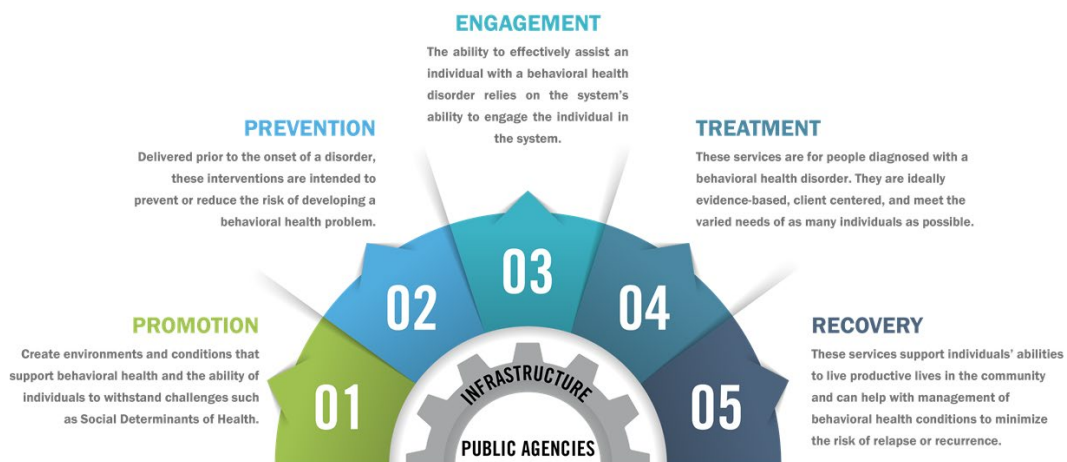 ENGAGEMENT
The ability to effectively assist an
individual with a behavioral health
disorder relies on the system's
ability to engage the individual in
the system.
PREVENTION
Delivered prior to the onset of a disorder,
these interventions are intended to
prevent or reduce the risk of developing a
behavioral health problem.
TREATMENT
These services are for people diagnosed with a
behavioral health disorder. They are ideally
evidence-based, client centered, and meet the
varied needs of as many individuals as possible.
PROMOTION
Create environments and conditions that
support behavioral health and the ability of
individuals to withstand challenges such
as Social Determinants of Health.
RECOVERY
These services support individuals' abilities
to live productive lives in the community
and can help with management of
behavioral health conditions to minimize
the risk of relapse or recurrence.
01
02
03
04
05
INFRASTRUCTURE
PUBLIC AGENCIES